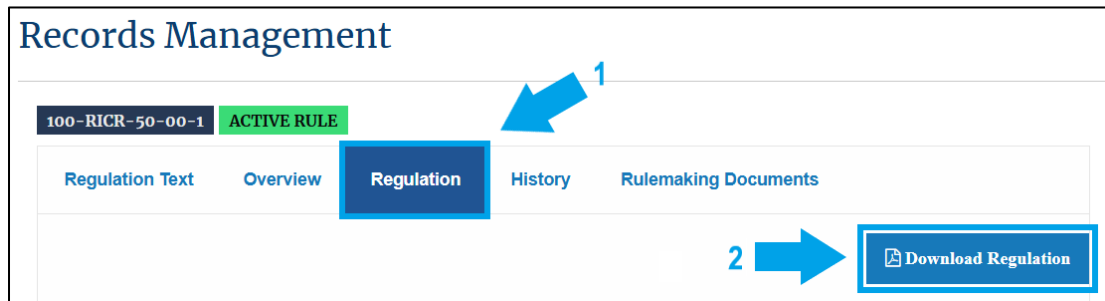 Records Management
1
100-RICR-50-00-1 ACTIVE RULE
Regulation Text Overview Regulation History Rulemaking Documents
2 Download Regulation